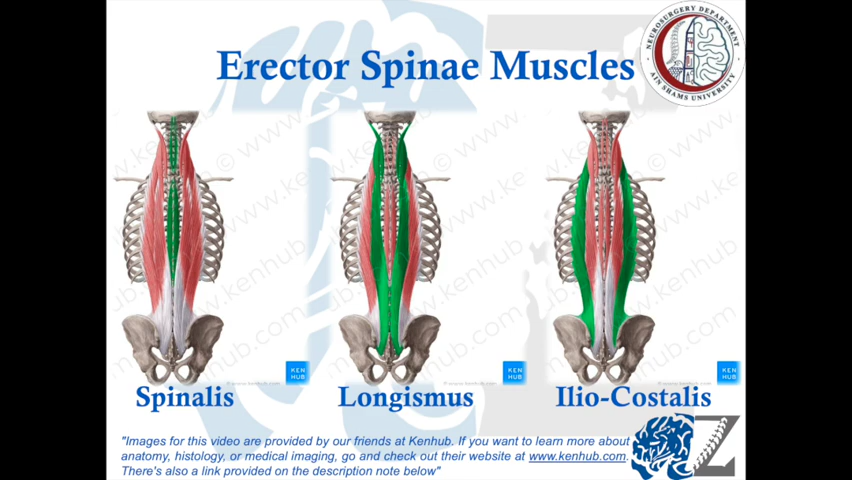 Erector Spinae Muscles
NEUROSURGERY DEPARTMENT
AIN SHAMS UNIVERSITY
© www.kenhub.com
KEN
HUB
KEN
HUB
KEN
HUB
Spinalis
Longismus
Ilio-Costalis
"Images for this video are provided by our friends at Kenhub. If you want to learn more about
anatomy, histology, or medical imaging, go and check out their website at www.kenhub.com.
There's also a link provided on the description note below"
Z